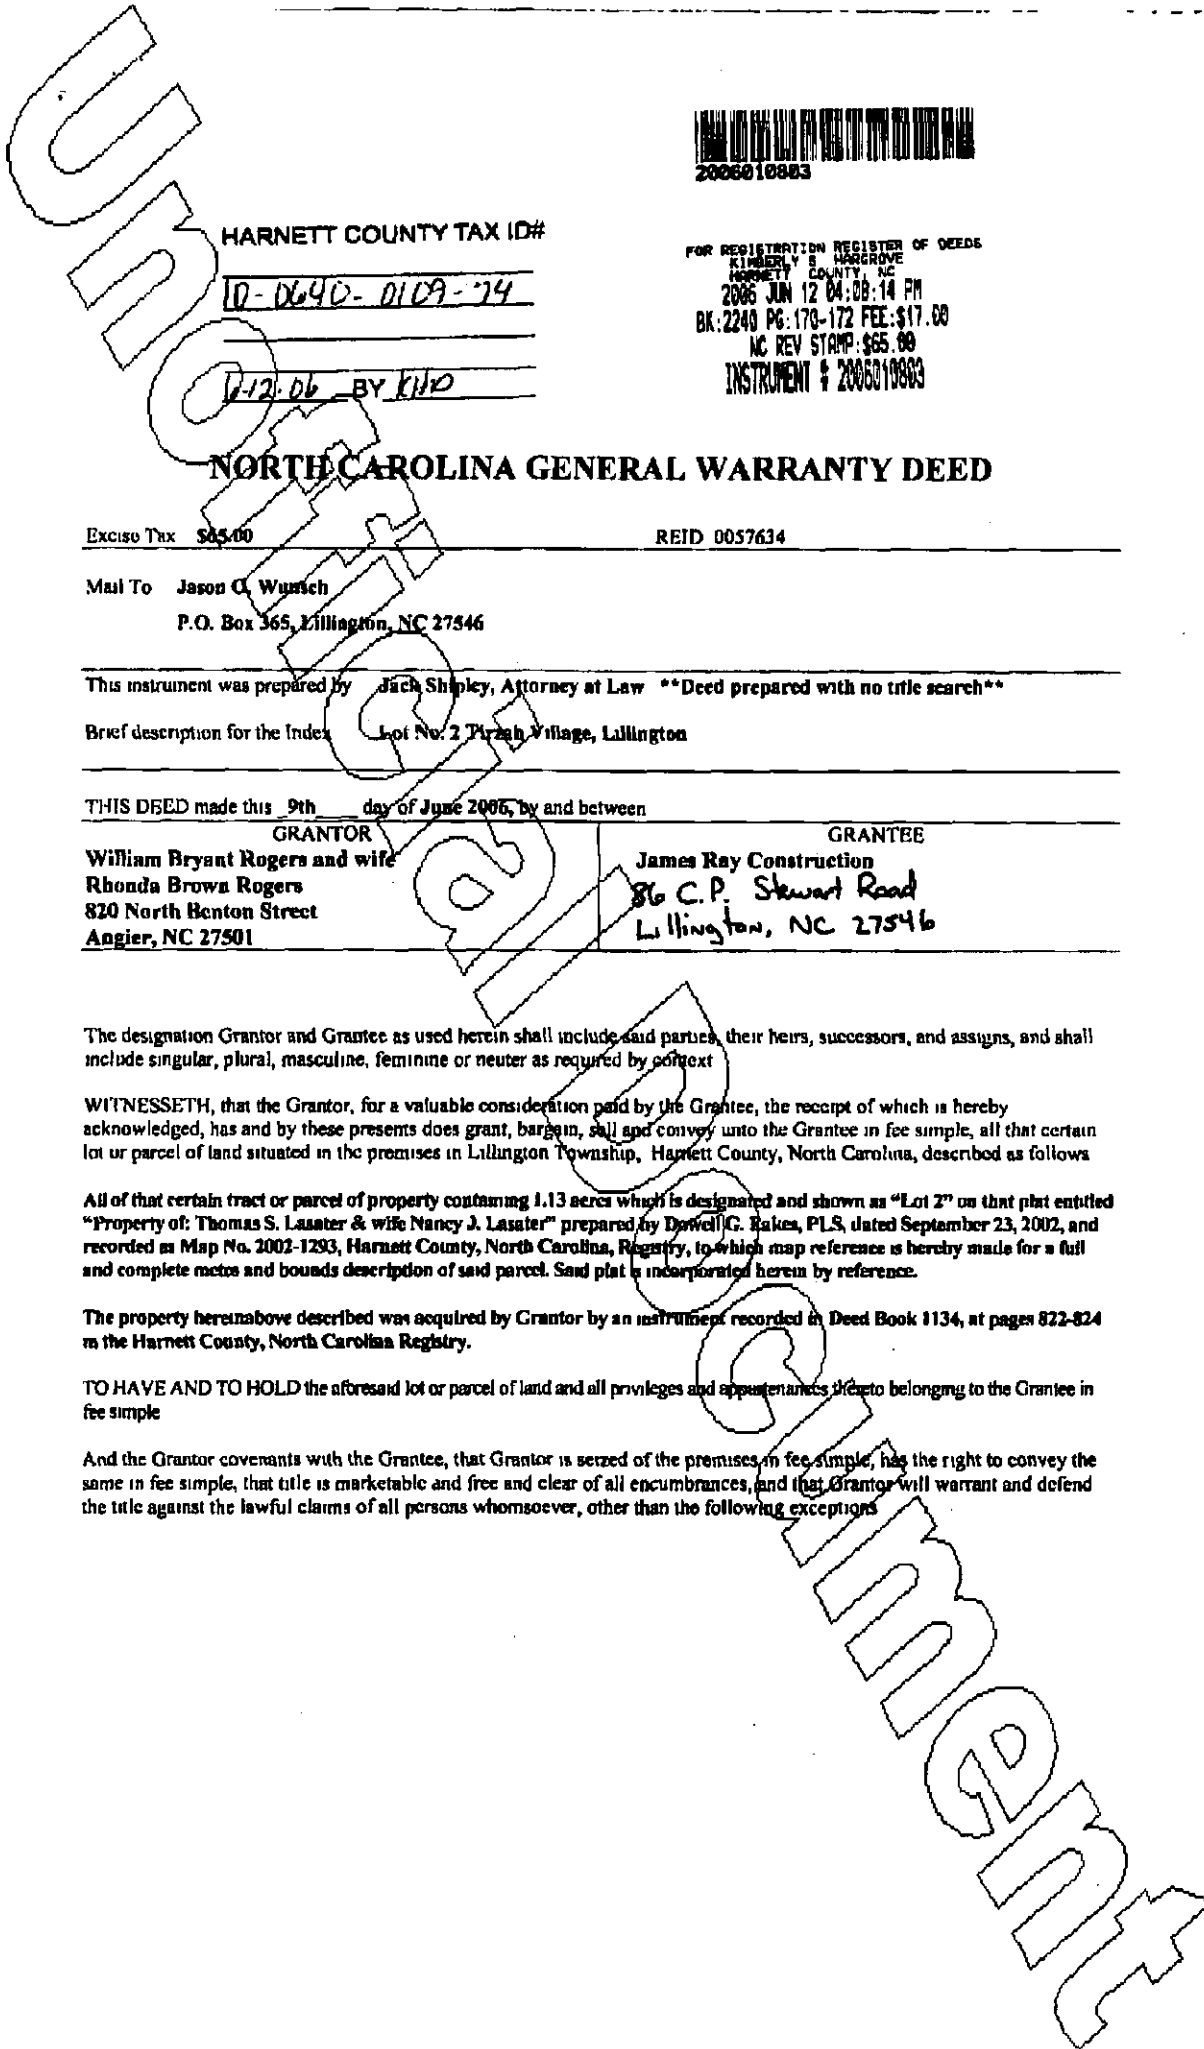 2006010803
HARNETT COUNTY TAX ID#
FOR REGISTRATION REGISTER OF DEEDS
KIMBERLY S HARGROVE
HARNETT COUNTY, NC
2006 JUN 12 04:08:14 PM
BK:2240 PG:170-172 FEE:$17.00
NC REV STAMP:$65.00
INSTRUMENT # 2006010803
-12-06 BY
NORTH CAROLINA GENERAL WARRANTY DEED
Excise Tax $65.00 REID 0057634
Mail To Jason Wunsch
P.O. Box 365, Lillington, NC 27546
This instrument was prepared by Jack Shipley, Attorney at Law **Deed prepared with no title search**
Brief description for the Index Lot No. 2 Tirzah Village, Lillington
THIS DEED made this 9th day of June 2006, by and between
GRANTOR GRANTEE
William Bryant Rogers and wife James Ray Construction
Rhonda Brown Rogers 86 C.P. Stewart Road
820 North Benton Street Lillington, NC 27546
Angier, NC 27501
The designation Grantor and Grantee as used herein shall include said parties, their heirs, successors, and assigns, and shall
include singular, plural, masculine, feminine or neuter as required by context
WITNESSETH, that the Grantor, for a valuable consideration paid by the Grantee, the receipt of which is hereby
acknowledged, has and by these presents does grant, bargain, sell and convey unto the Grantee in fee simple, all that certain
lot or parcel of land situated in the premises in Lillington Township, Harnett County, North Carolina, described as follows
All of that certain tract or parcel of property containing 1.13 acres which is designated and shown as “Lot 2” on that plat entitled
“Property of: Thomas S. Lasater & wife Nancy J. Lasater” prepared by Dowell G. Eakes, PLS, dated September 23, 2002, and
recorded as Map No. 2002-1293, Harnett County, North Carolina, Registry, to which map reference is hereby made for a full
and complete metes and bounds description of said parcel. Said plat is incorporated herein by reference.
The property hereinabove described was acquired by Grantor by an instrument recorded in Deed Book 1134, at pages 822-824
in the Harnett County, North Carolina Registry.
TO HAVE AND TO HOLD the aforesaid lot or parcel of land and all privileges and appurtenances thereto belonging to the Grantee in
fee simple
And the Grantor covenants with the Grantee, that Grantor is seized of the premises in fee simple, has the right to convey the
same in fee simple, that title is marketable and free and clear of all encumbrances, and that Grantor will warrant and defend
the title against the lawful claims of all persons whomsoever, other than the following exceptions
Unofficial Document